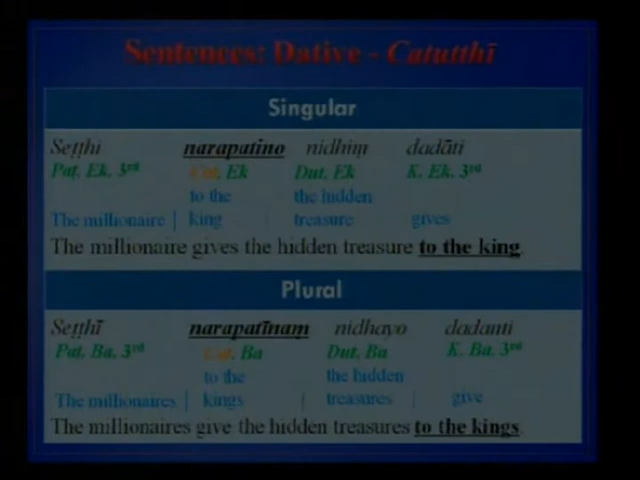 Sentences: Dative - Catutthī
Singular
Seṭṭhi narapatino nidhiṃ dadāti
Paṭ, Ek, 3rd Cat, Ek Dut, Ek K, Ek, 3rd
to the the hidden
The millionaire | king | treasure | gives
The millionaire gives the hidden treasure to the king.
Plural
Seṭṭhī narapatīnaṃ nidhayo dadanti
Paṭ, Ba, 3rd Cat, Ba Dut, Ba K, Ba, 3rd
to the the hidden
The millionaires | kings | treasures | give
The millionaires give the hidden treasures to the kings.